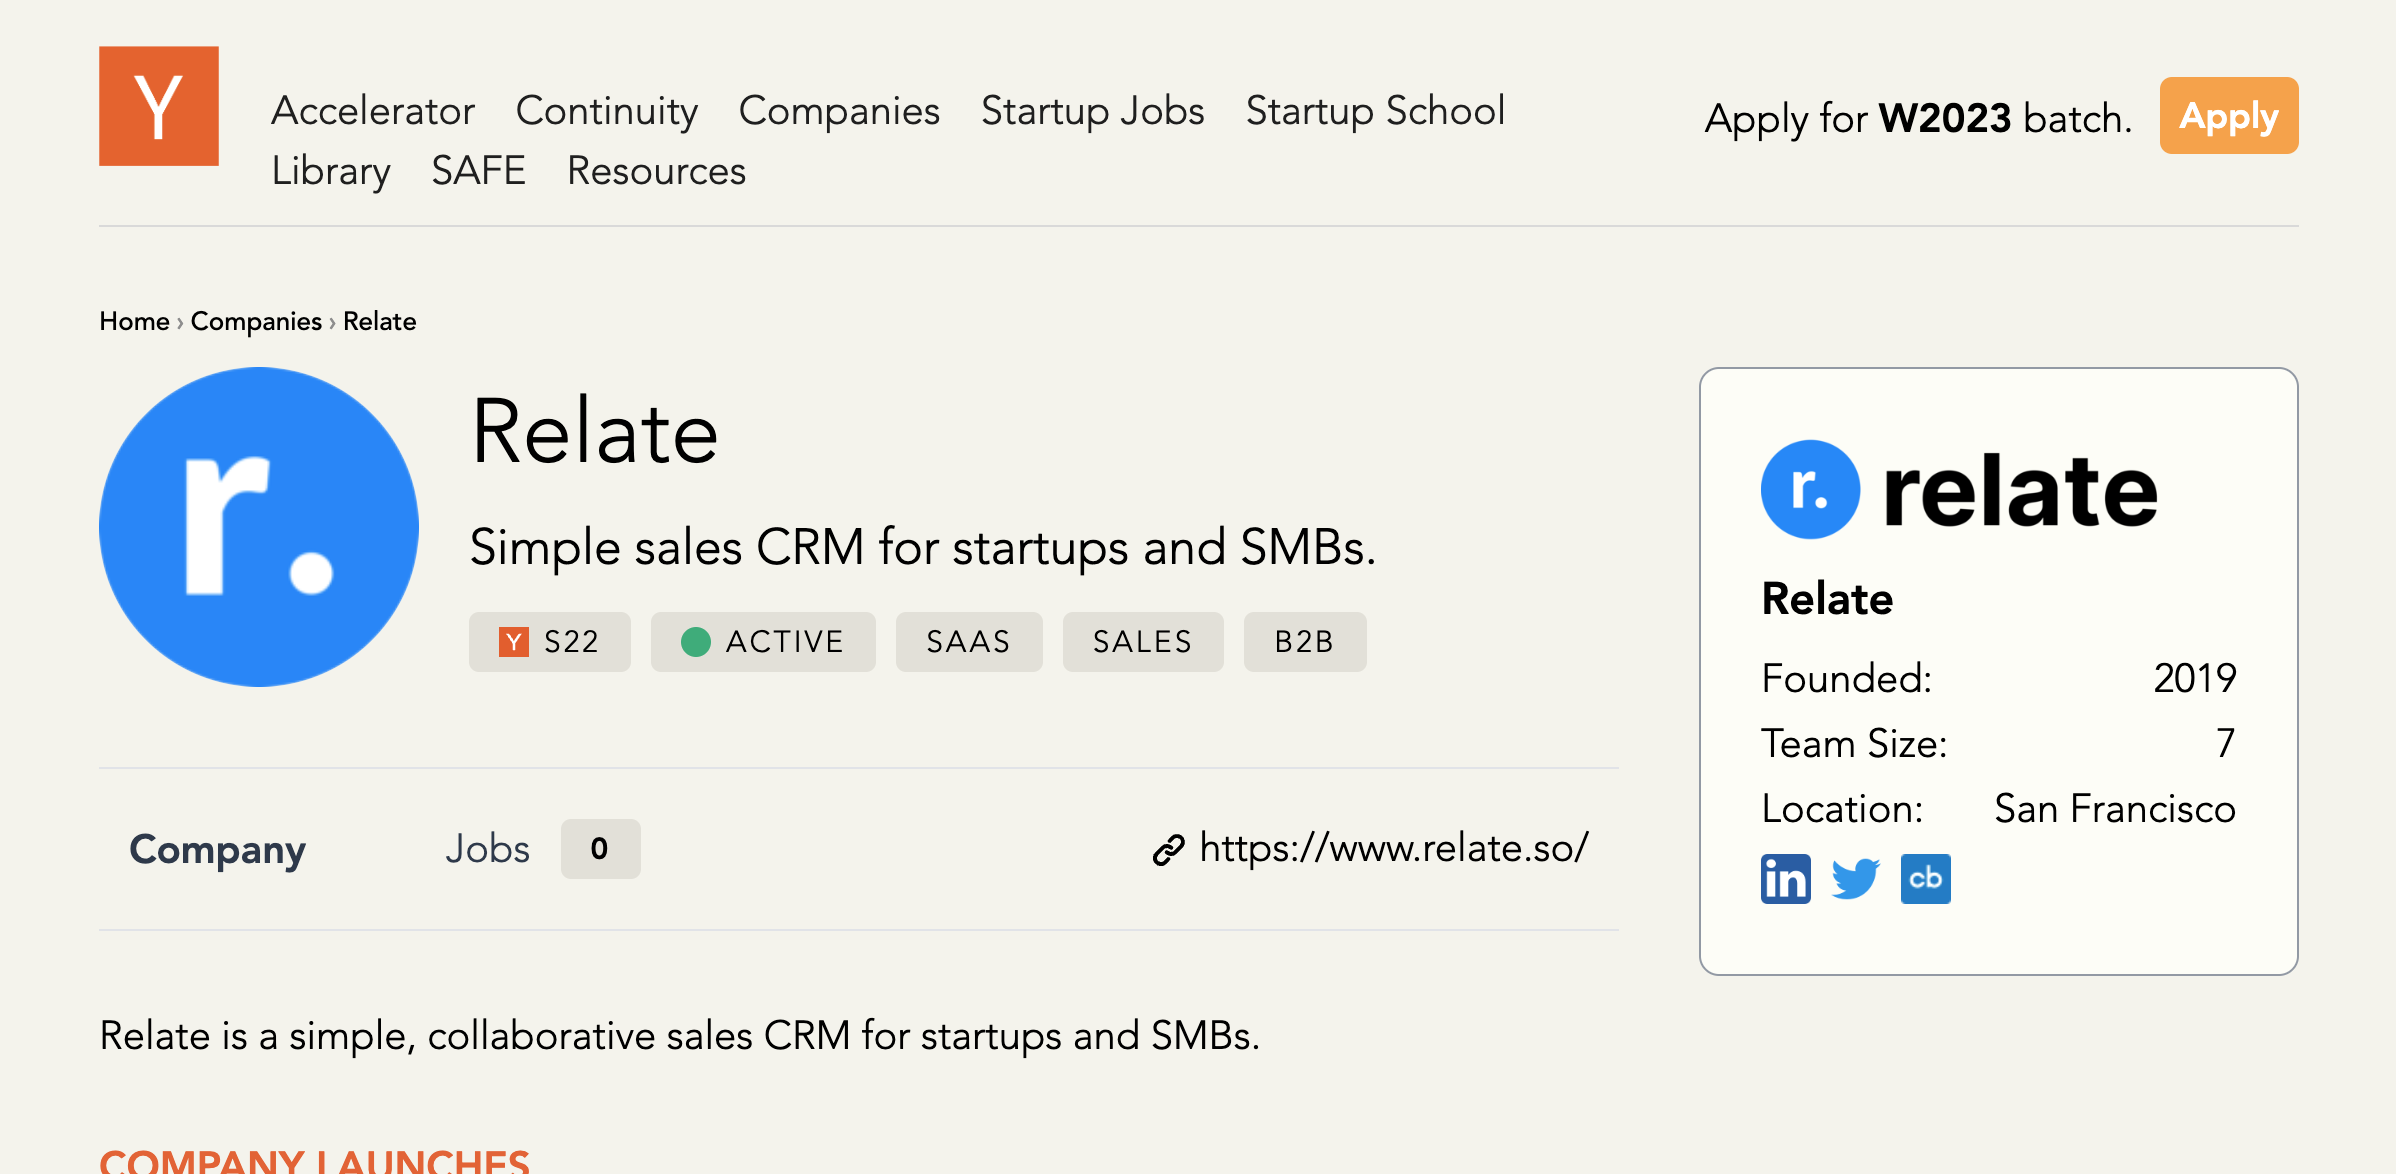 Y
Accelerator Continuity Companies Startup Jobs Startup School
Library SAFE Resources
Apply for W2023 batch. Apply
Home › Companies › Relate
r.
Relate
Simple sales CRM for startups and SMBs.
Y S22 ACTIVE SAAS SALES B2B
Company Jobs 0 https://www.relate.so/
Relate is a simple, collaborative sales CRM for startups and SMBs.
COMPANY LAUNCHES
r. relate
Relate
Founded: 2019
Team Size: 7
Location: San Francisco
in cb